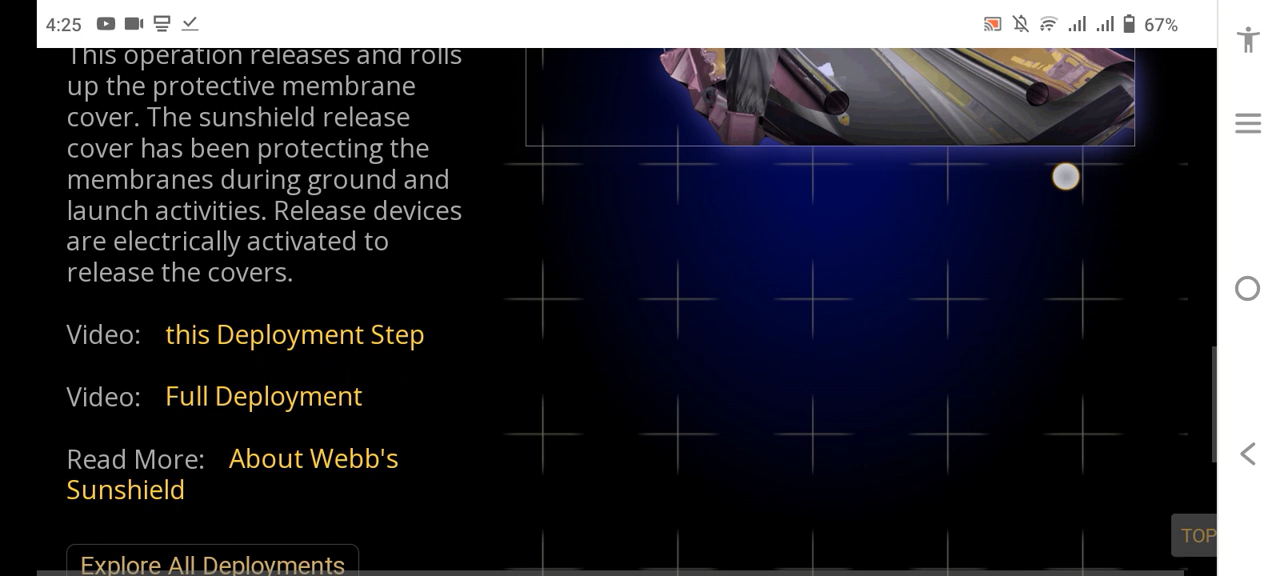 4:25
67%
This operation releases and rolls
up the protective membrane
cover. The sunshield release
cover has been protecting the
membranes during ground and
launch activities. Release devices
are electrically activated to
release the covers.
Video: this Deployment Step
Video: Full Deployment
Read More: About Webb's
Sunshield
TOP
Explore All Deployments